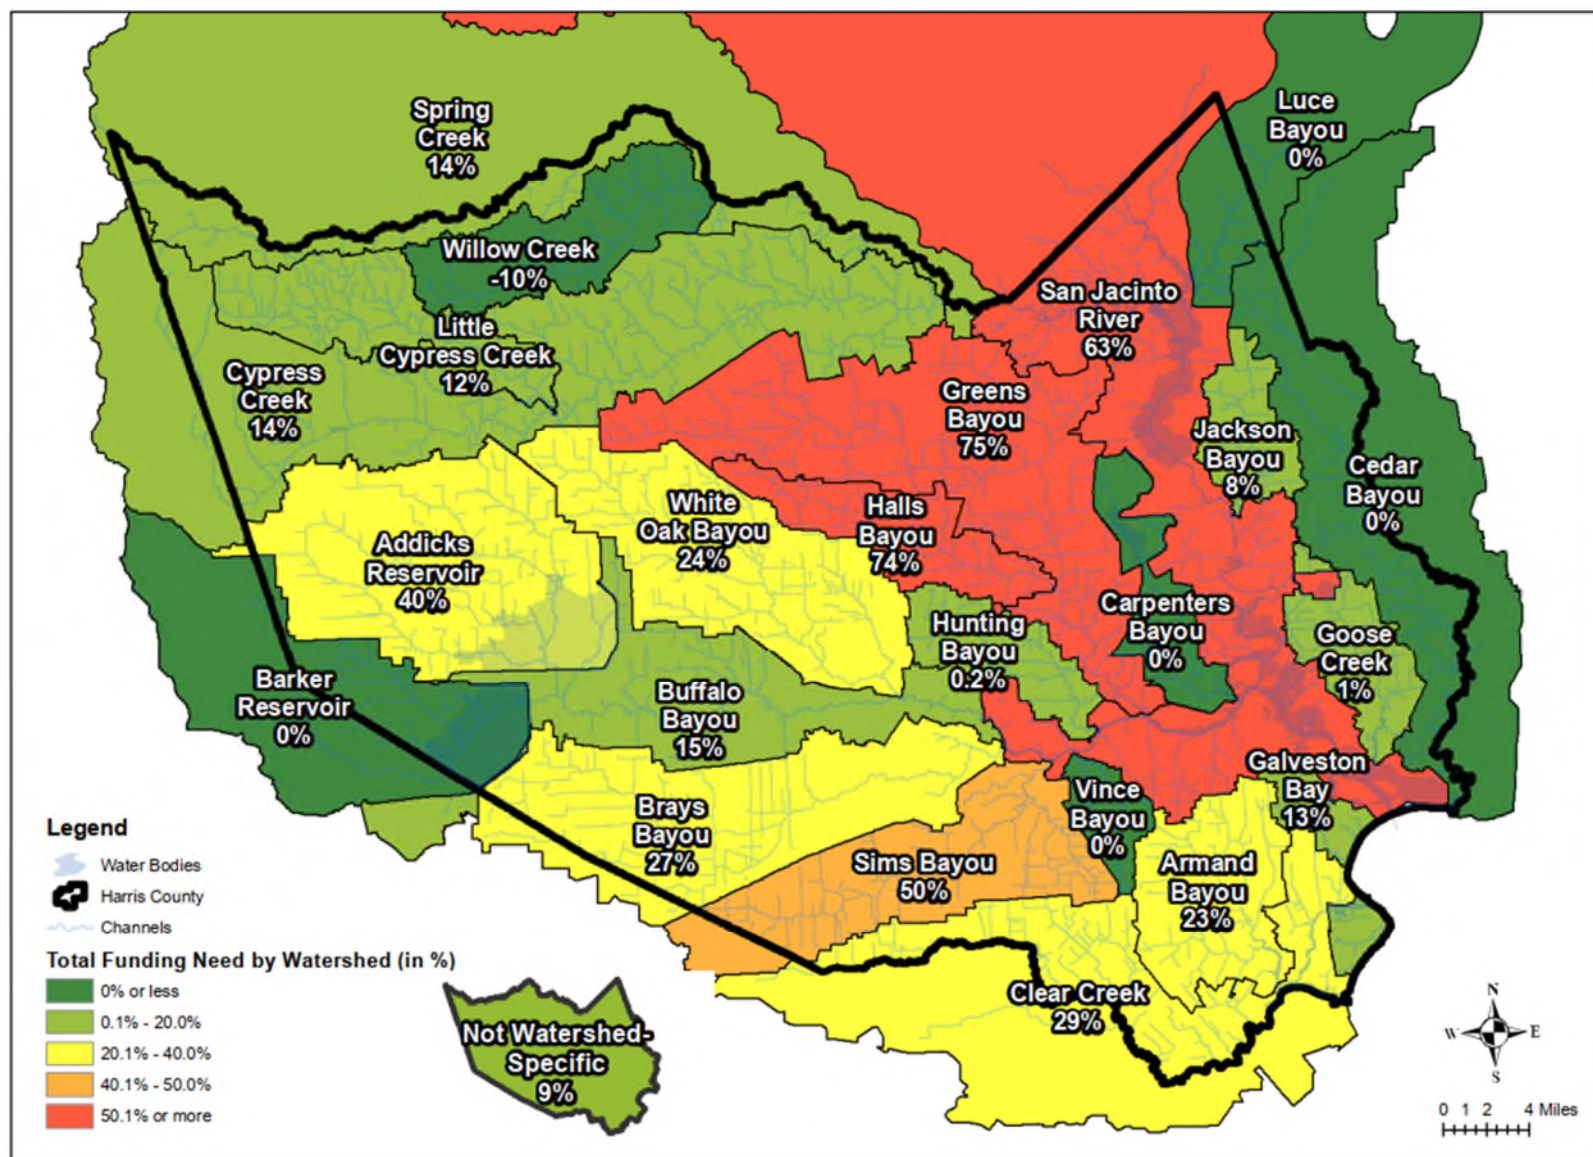 Spring
Creek
14%
Luce
Bayou
0%
Willow Creek
-10%
San Jacinto
River
63%
Little
Cypress Creek
12%
Cypress
Creek
14%
Greens
Bayou
75%
Jackson
Bayou
8%
Cedar
Bayou
0%
White
Oak Bayou
24%
Halls
Bayou
74%
Addicks
Reservoir
40%
Carpenters
Bayou
0%
Hunting
Bayou
0.2%
Goose
Creek
1%
Barker
Reservoir
0%
Buffalo
Bayou
15%
Galveston
Bay
13%
Vince
Bayou
0%
Brays
Bayou
27%
Sims Bayou
50%
Armand
Bayou
23%
Clear Creek
29%
Legend
Water Bodies
Harris County
Channels
Total Funding Need by Watershed (in %)
0% or less
0.1% - 20.0%
20.1% - 40.0%
40.1% - 50.0%
50.1% or more
Not Watershed-
Specific
9%
N
W E
S
0 1 2 4 Miles